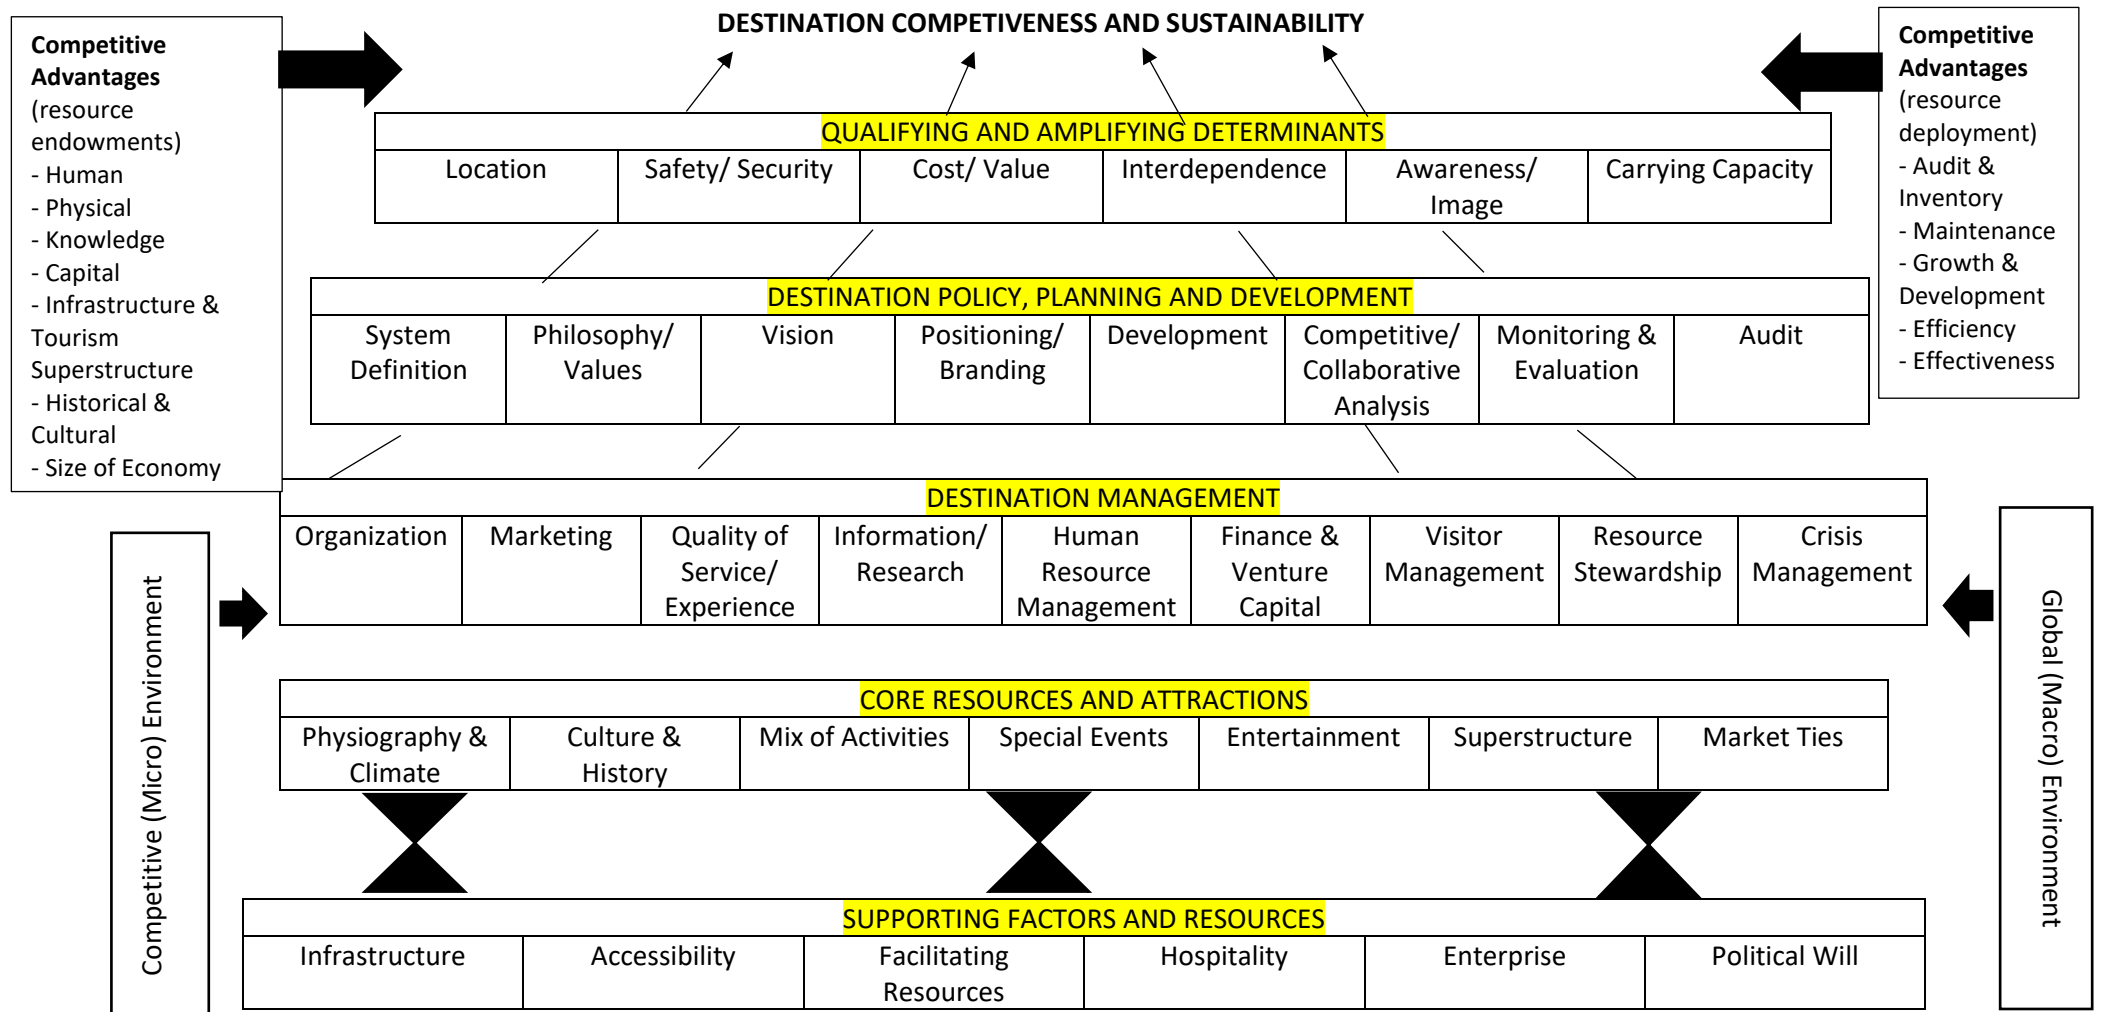 DESTINATION COMPETIVENESS AND SUSTAINABILITY
Competitive
Advantages
(resource
endowments)
- Human
- Physical
- Knowledge
- Capital
- Infrastructure &
Tourism
Superstructure
- Historical &
Cultural
- Size of Economy
Competitive
Advantages
(resource
deployment)
- Audit &
Inventory
- Maintenance
- Growth &
Development
- Efficiency
- Effectiveness
QUALIFYING AND AMPLIFYING DETERMINANTS
Location
Safety/ Security
Cost/ Value
Interdependence
Awareness/
Image
Carrying Capacity
DESTINATION POLICY, PLANNING AND DEVELOPMENT
System
Definition
Philosophy/
Values
Vision
Positioning/
Branding
Development
Competitive/
Collaborative
Analysis
Monitoring &
Evaluation
Audit
DESTINATION MANAGEMENT
Organization
Marketing
Quality of
Service/
Experience
Information/
Research
Human
Resource
Management
Finance &
Venture
Capital
Visitor
Management
Resource
Stewardship
Crisis
Management
Competitive (Micro) Environment
Global (Macro) Environment
CORE RESOURCES AND ATTRACTIONS
Physiography &
Climate
Culture &
History
Mix of Activities
Special Events
Entertainment
Superstructure
Market Ties
SUPPORTING FACTORS AND RESOURCES
Infrastructure
Accessibility
Facilitating
Resources
Hospitality
Enterprise
Political Will